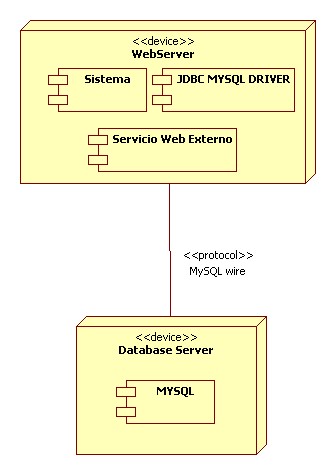 <<device>>
WebServer
Sistema
JDBC MYSQL DRIVER
Servicio Web Externo
<<protocol>>
MySQL wire
<<device>>
Database Server
MYSQL